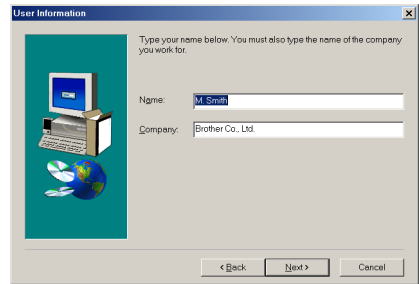 User Information
Type your name below. You must also type the name of the company
you work for.
Name: M. Smith
Company: Brother Co., Ltd.
< Back Next > Cancel